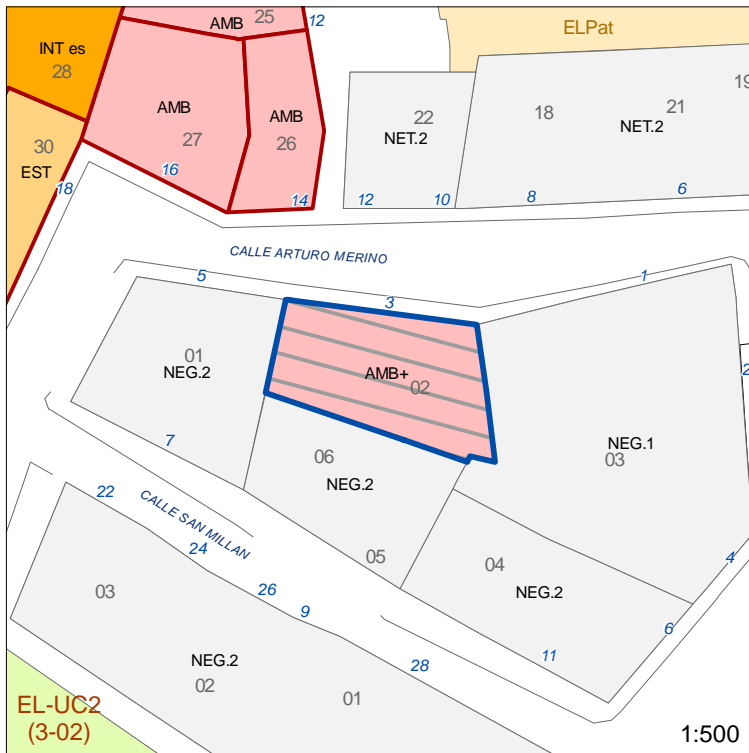 25
12
AMB
ELPat
INT es
28
19
AMB
27
AMB
26
22
NET.2
18
21
NET.2
30
EST
18
16
14
12
10
8
6
CALLE ARTURO MERINO
5
3
1
01
NEG.2
AMB+
02
2
7
06
NEG.2
NEG.1
03
22
CALLE SAN MILLAN
24
26
9
05
04
NEG.2
4
6
11
28
03
NEG.2
02
01
EL-UC2
(3-02)
1:500